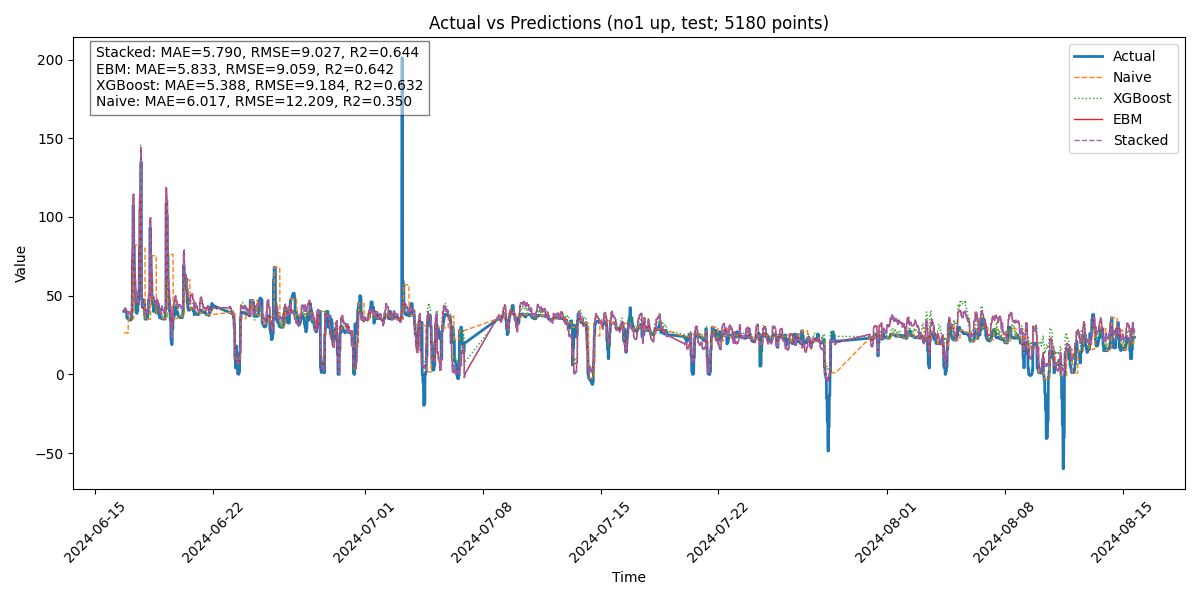 Actual vs Predictions (no1 up, test; 5180 points)
Stacked: MAE=5.790, RMSE=9.027, R2=0.644
EBM: MAE=5.833, RMSE=9.059, R2=0.642
XGBoost: MAE=5.388, RMSE=9.184, R2=0.632
Naive: MAE=6.017, RMSE=12.209, R2=0.350
Actual
Naive
XGBoost
EBM
Stacked
200
150
100
50
0
−50
Value
2024-06-15
2024-06-22
2024-07-01
2024-07-08
2024-07-15
2024-07-22
2024-08-01
2024-08-08
2024-08-15
Time